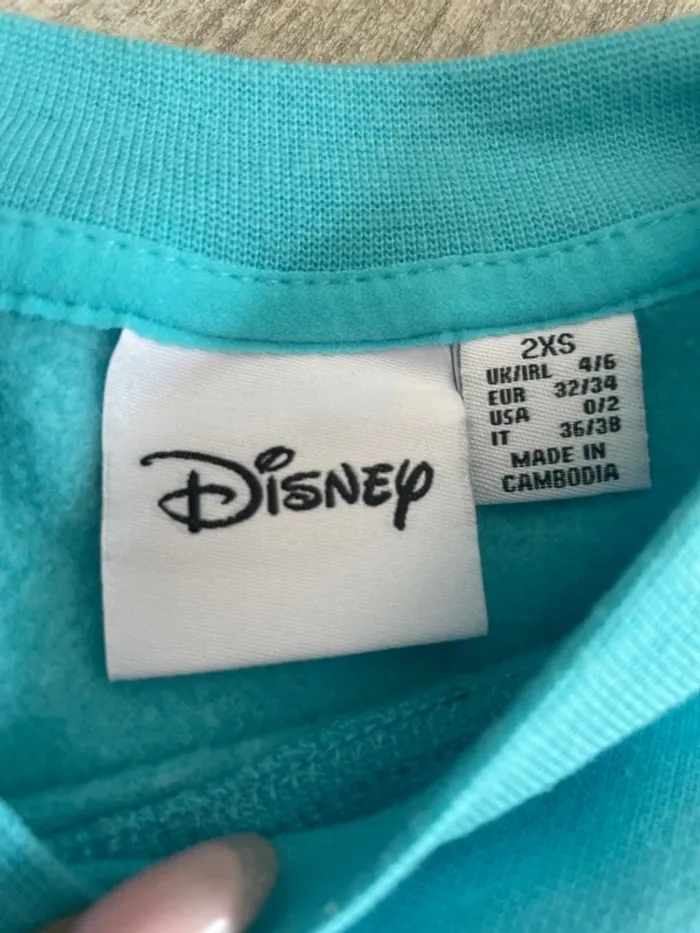 Disney
2XS
UK/IRL 4/6
EUR 32/34
USA 0/2
IT 36/38
MADE IN
CAMBODIA